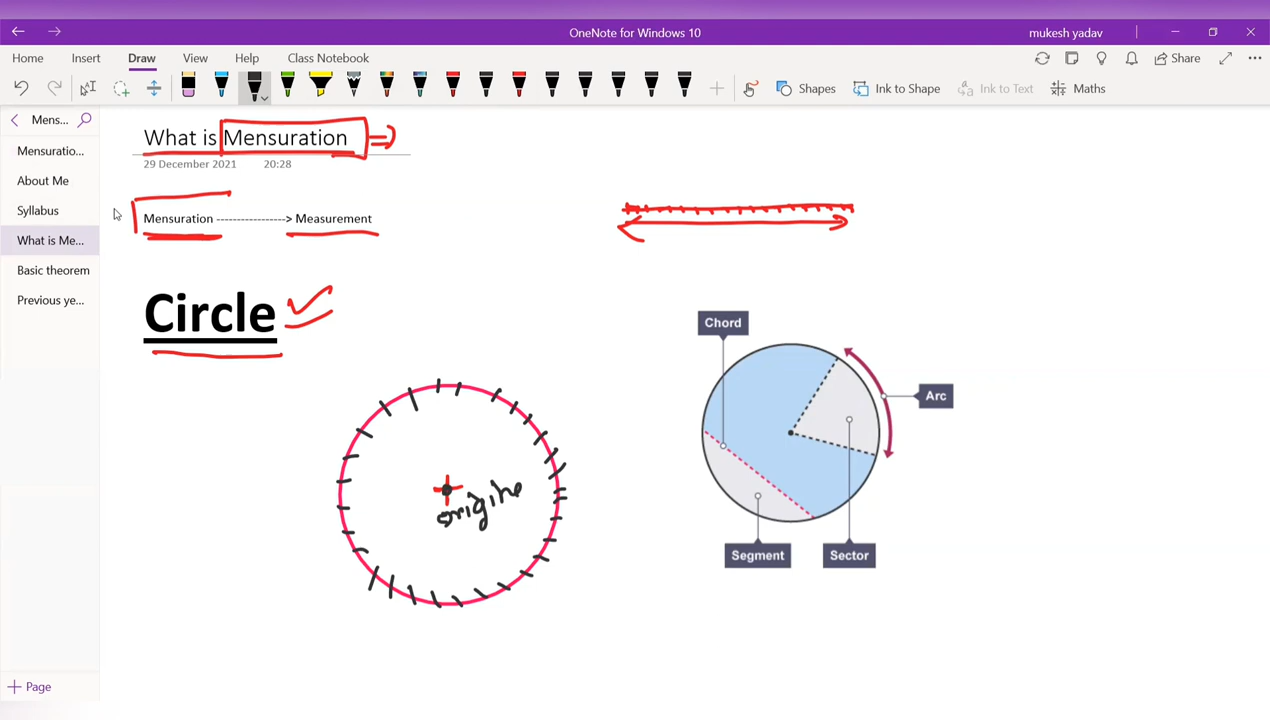 OneNote for Windows 10
mukesh yadav
Home Insert Draw View Help Class Notebook
Share
Shapes Ink to Shape Ink to Text Maths
Mens...
Mensuratio...
About Me
Syllabus
What is Me...
Basic theorem
Previous ye...
Page
What is Mensuration
29 December 2021 20:28
Mensuration ----------------> Measurement
Circle
origine
Chord
Arc
Segment
Sector